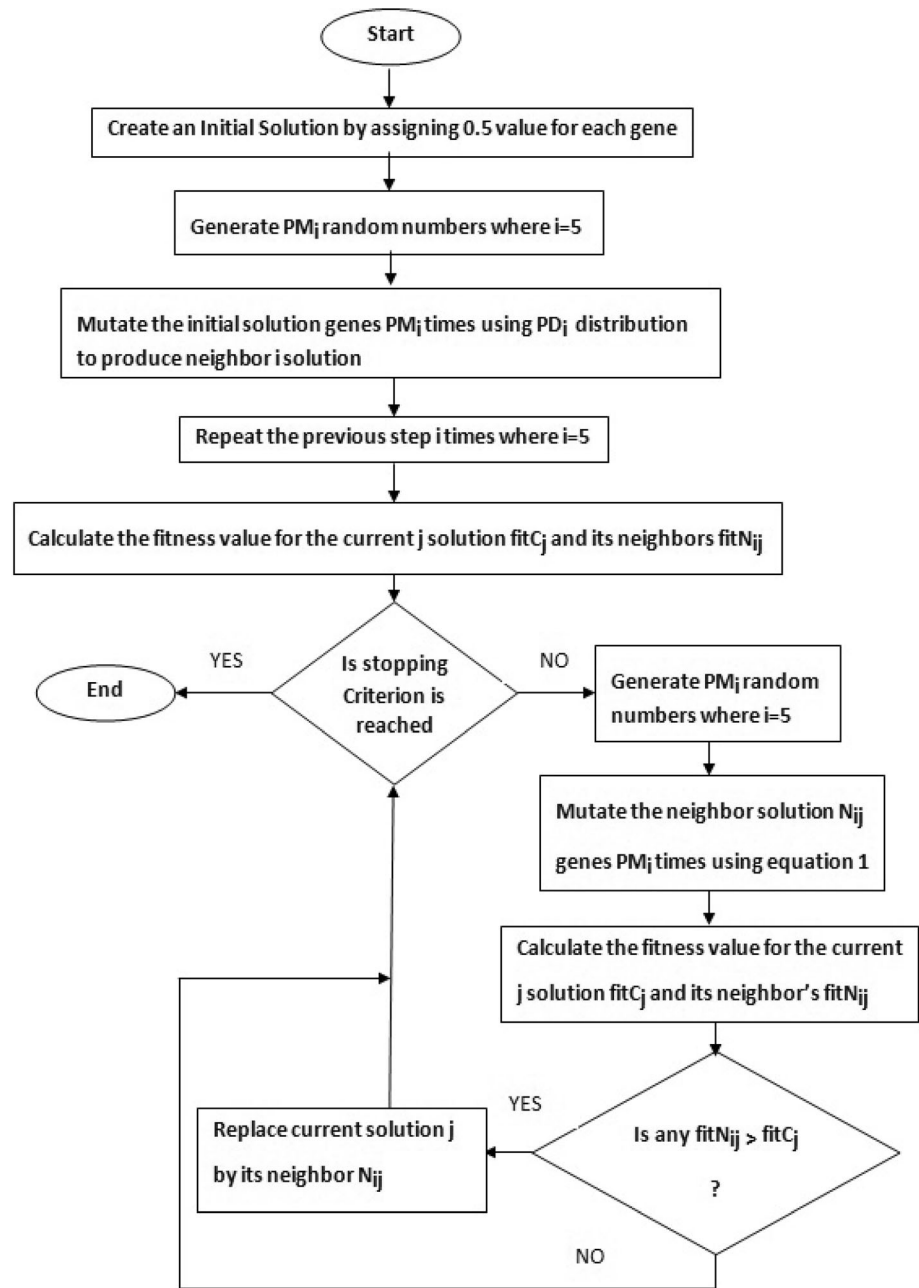 Start
Create an Initial Solution by assigning 0.5 value for each gene
Generate PMi random numbers where i=5
Mutate the initial solution genes PMi times using PDi distribution
to produce neighbor i solution
Repeat the previous step i times where i=5
Calculate the fitness value for the current j solution fitCj and its neighbors fitNij
YES
NO
End
Is stopping
Criterion is
reached
Generate PMi random
numbers where i=5
Mutate the neighbor solution Nij
genes PMi times using equation 1
Calculate the fitness value for the current
j solution fitCj and its neighbor's fitNij
YES
Replace current solution j
by its neighbor Nij
Is any fitNij > fitCj
?
NO